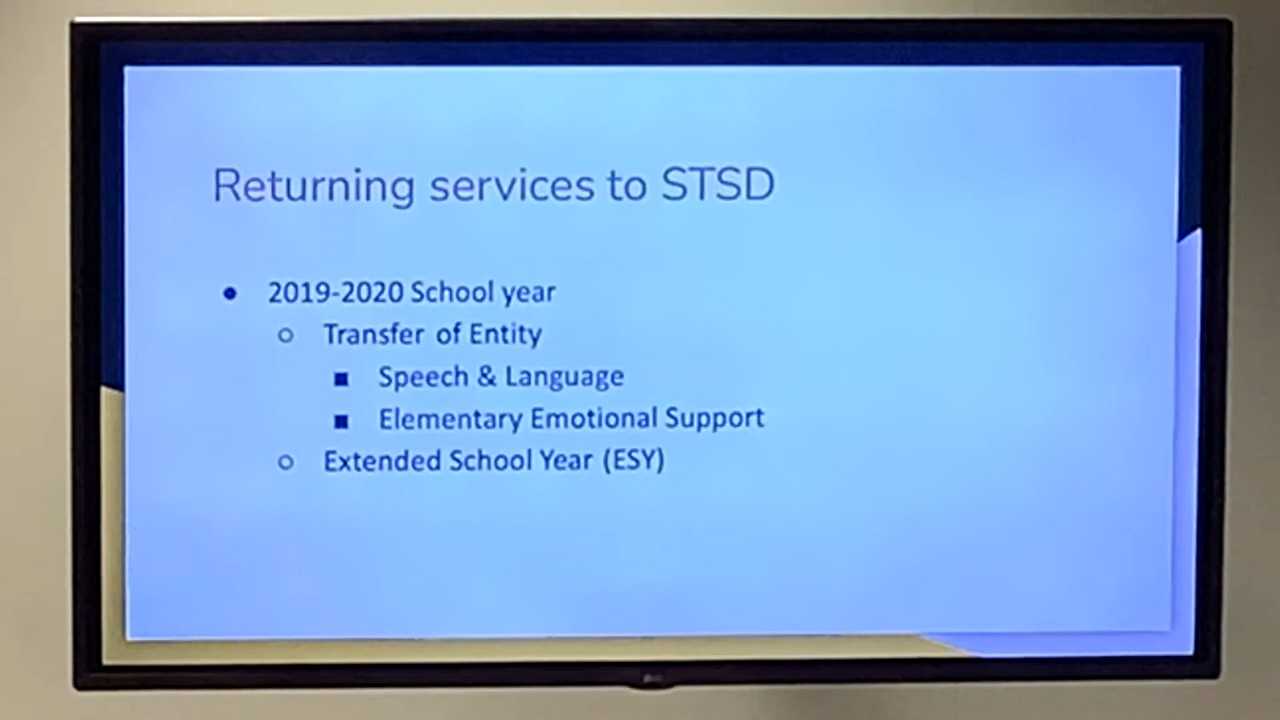 Returning services to STSD
● 2019-2020 School year
○ Transfer of Entity
■ Speech & Language
■ Elementary Emotional Support
○ Extended School Year (ESY)